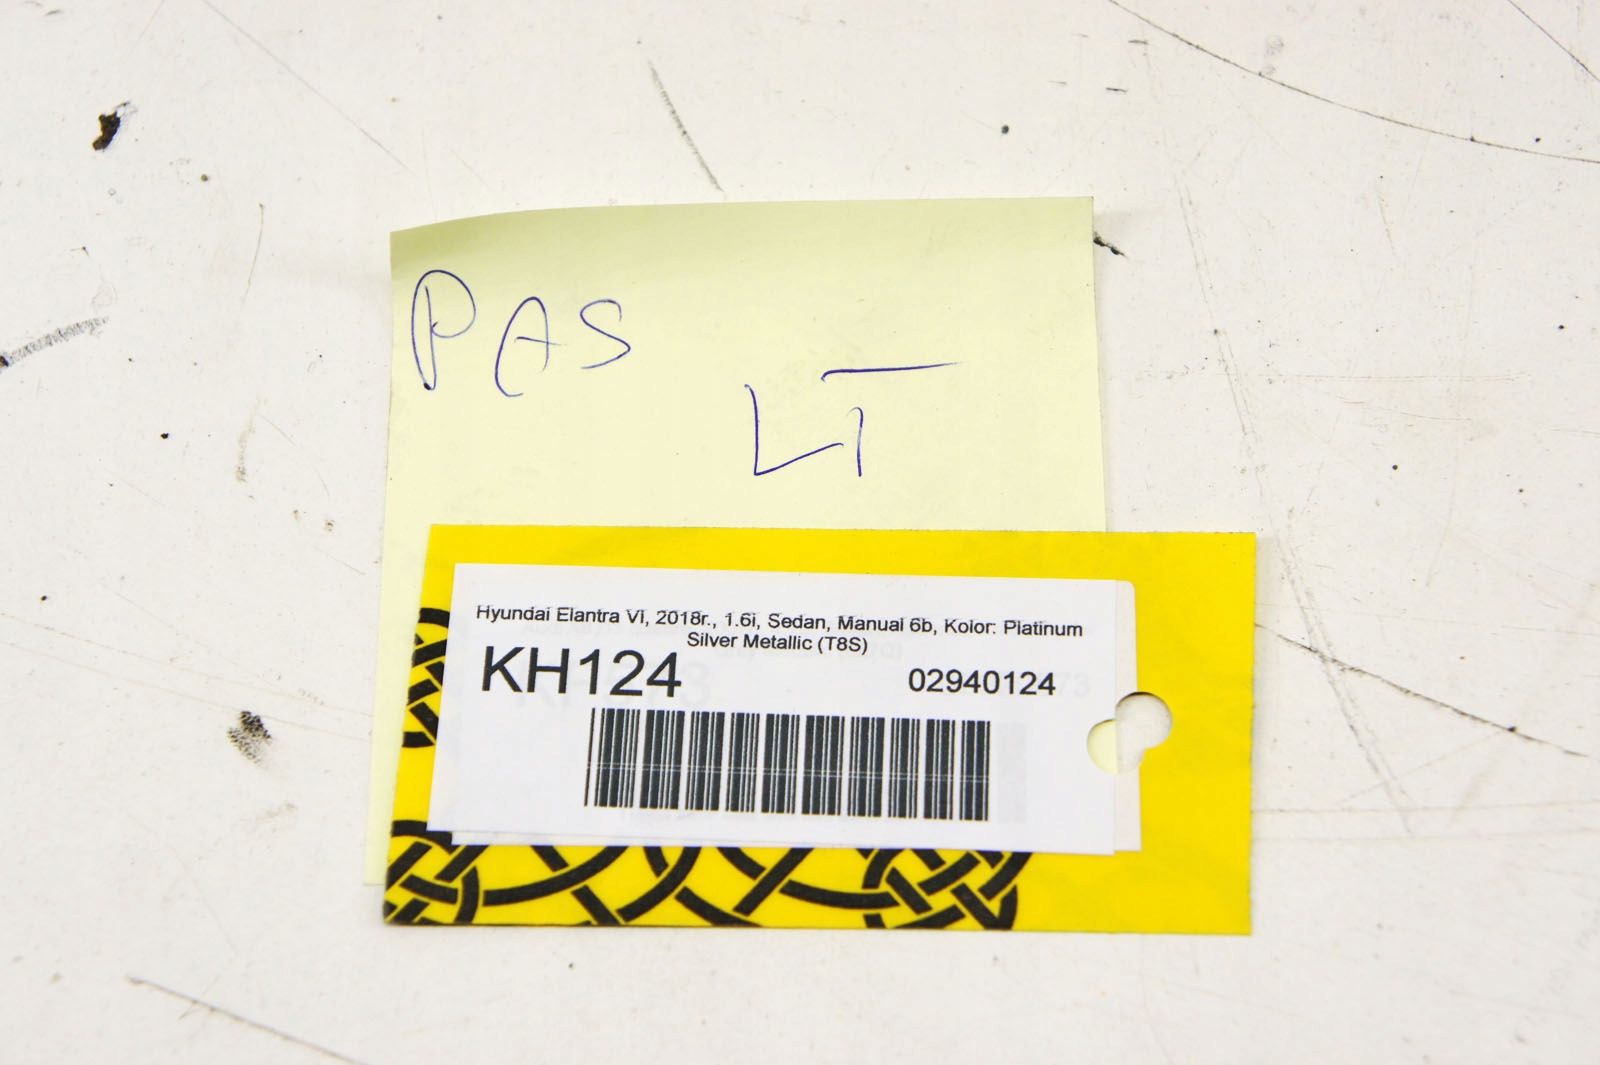 PAS
LT
Hyundai Elantra VI, 2018r., 1.6i, Sedan, Manual 6b, Kolor: Platinum
Silver Metallic (T8S)
KH124
02940124